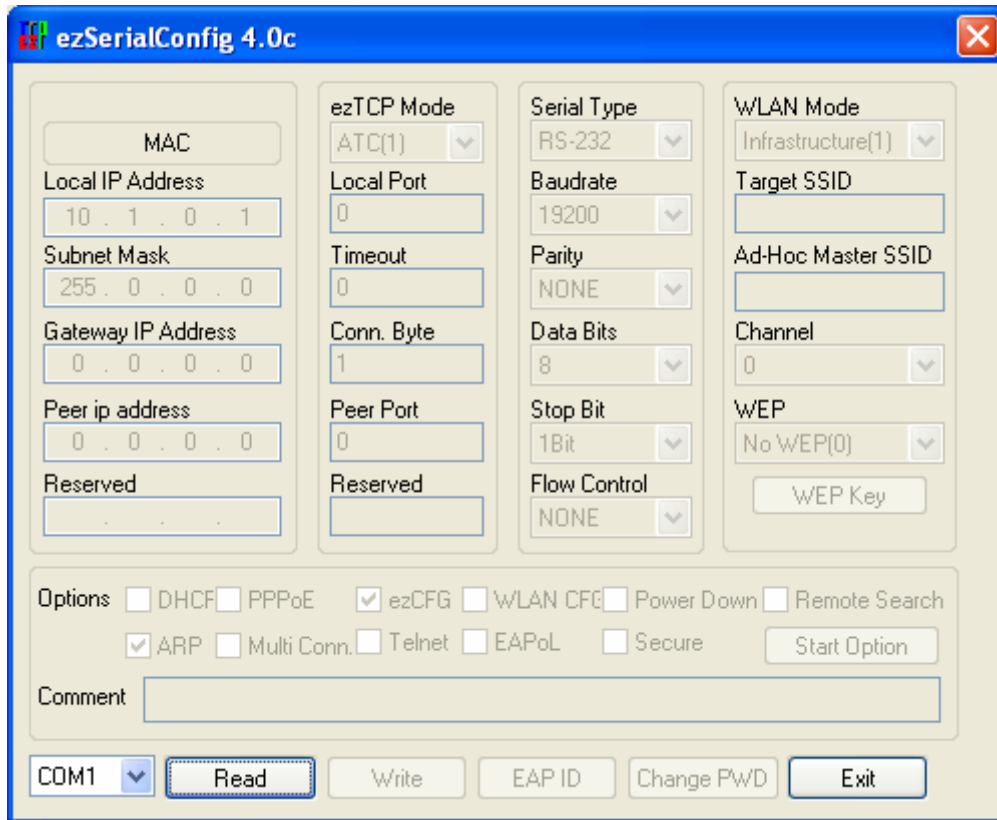 ezSerialConfig 4.0c
MAC
Local IP Address
10 . 1 . 0 . 1
Subnet Mask
255 . 0 . 0 . 0
Gateway IP Address
0 . 0 . 0 . 0
Peer ip address
0 . 0 . 0 . 0
Reserved
. . .
ezTCP Mode
ATC(1)
Local Port
0
Timeout
0
Conn. Byte
1
Peer Port
0
Reserved
Serial Type
RS-232
Baudrate
19200
Parity
NONE
Data Bits
8
Stop Bit
1Bit
Flow Control
NONE
WLAN Mode
Infrastructure(1)
Target SSID
Ad-Hoc Master SSID
Channel
0
WEP
No WEP(0)
WEP Key
Options DHCP PPPoE ezCFG WLAN CFG Power Down Remote Search
ARP Multi Conn. Telnet EAPoL Secure Start Option
Comment
COM1 Read Write EAP ID Change PWD Exit